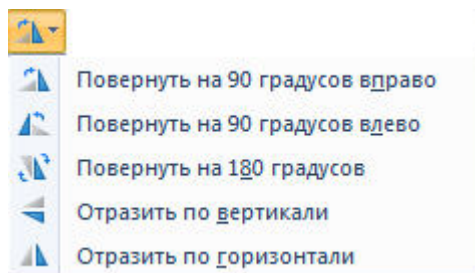 Повернуть на 90 градусов вправо
Повернуть на 90 градусов влево
Повернуть на 180 градусов
Отразить по вертикали
Отразить по горизонтали